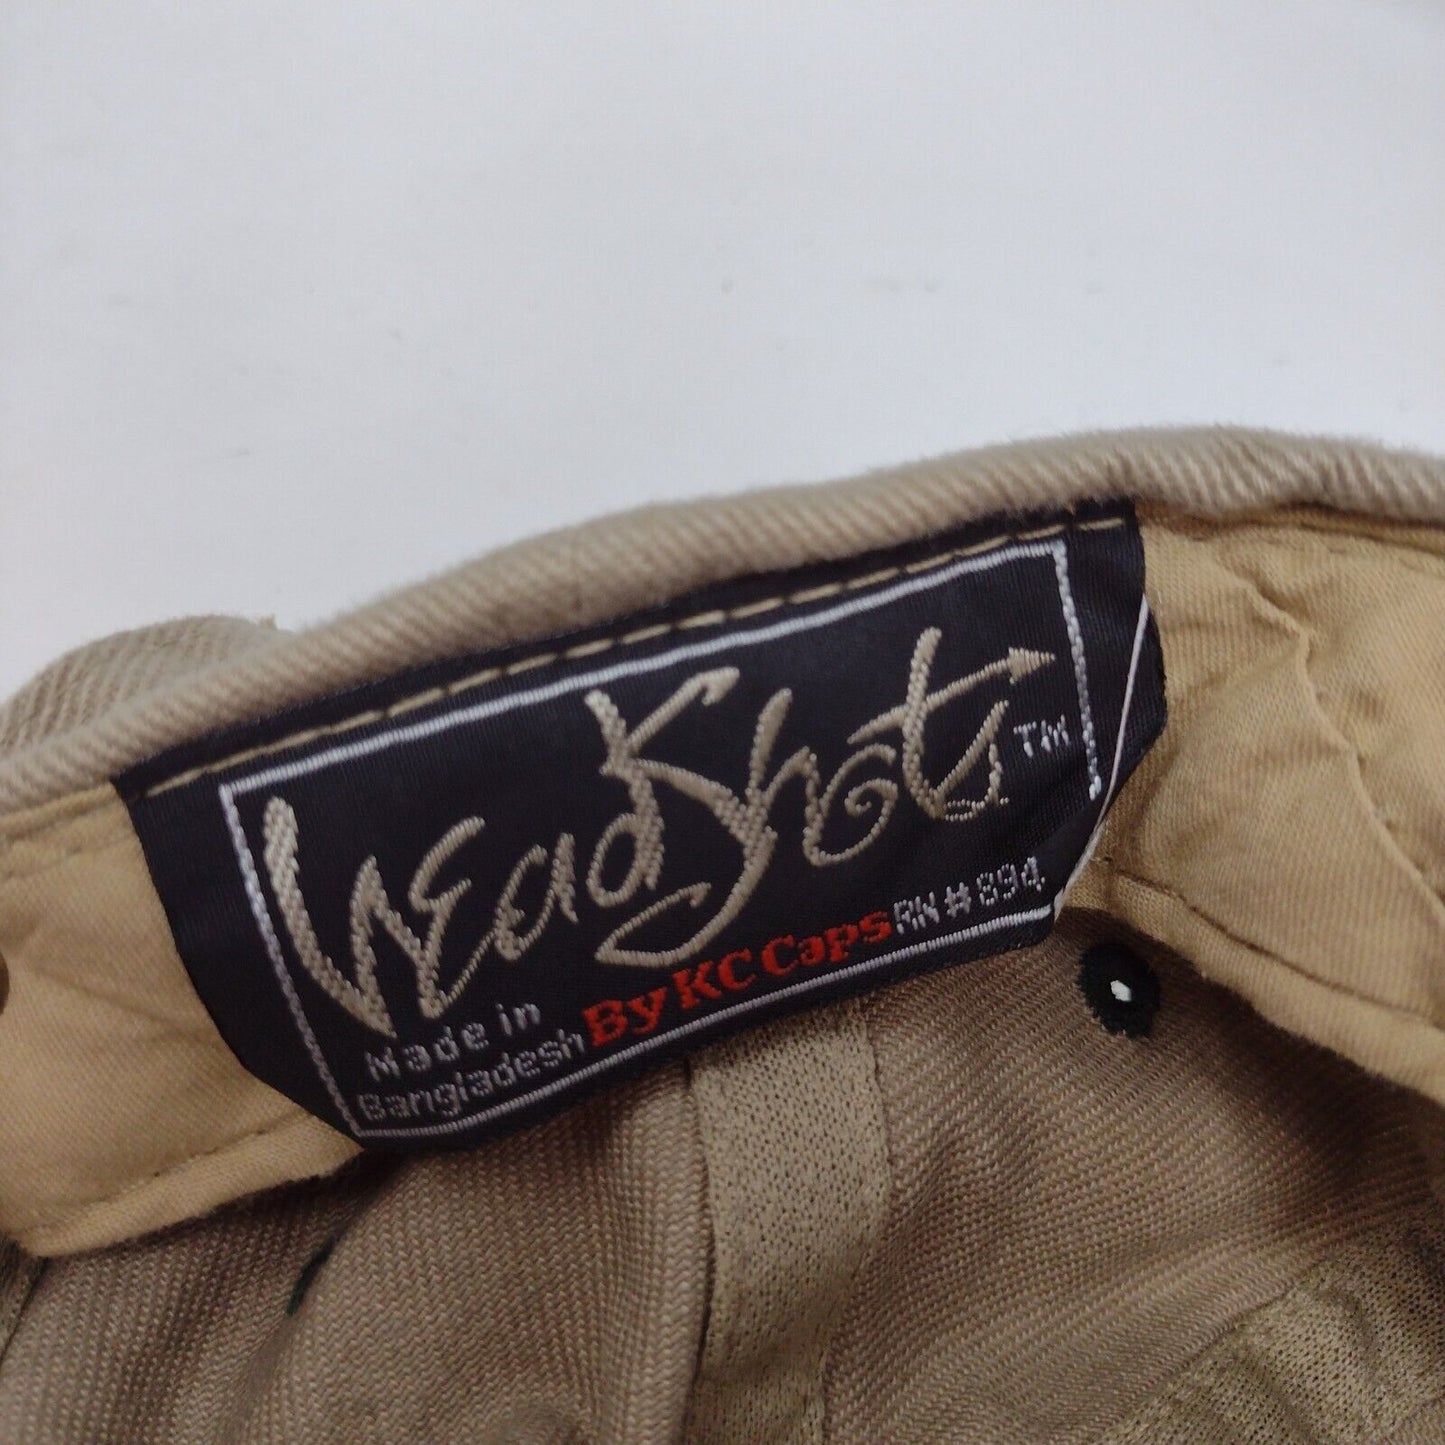 HEadShots TM
Made in
Bangladesh By KC Caps RN # 894